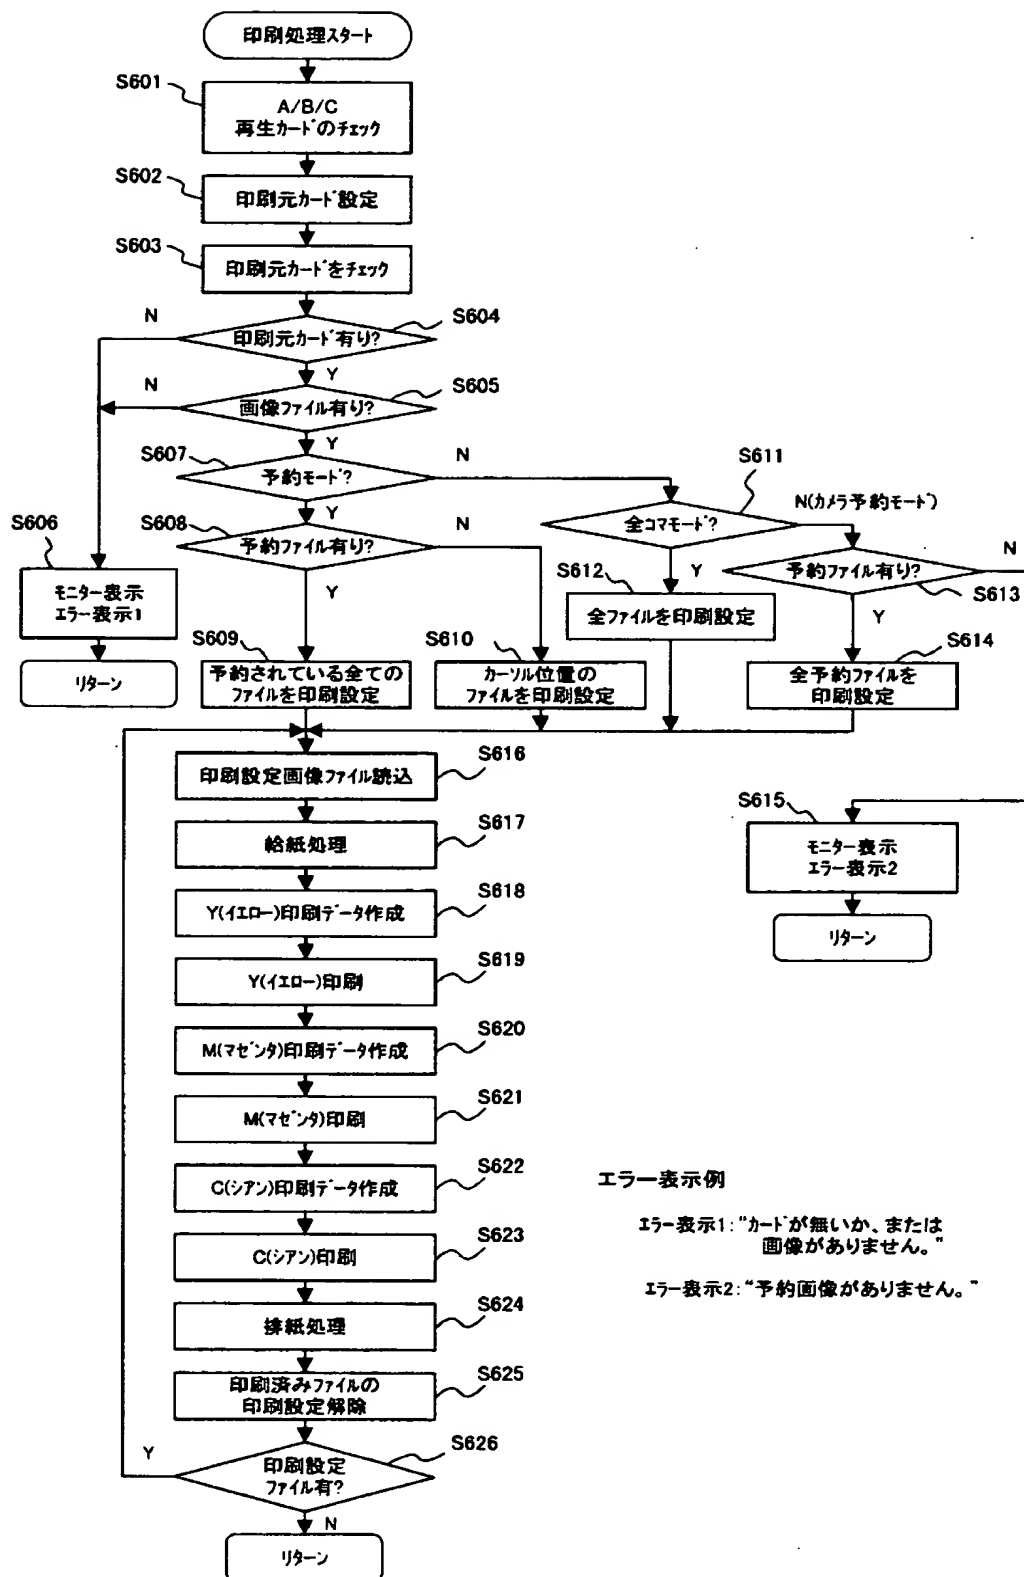 印刷処理スタート
S601
A/B/C
再生カードのチェック
S602
印刷元カード設定
S603
印刷元カードをチェック
N
S604
印刷元カード有り?
Y
N
S605
画像ファイル有り?
Y
S607
N
予約モード?
S611
N(カメラ予約モード)
全コマモード?
Y
S608
N
予約ファイル有り?
Y
S606
モニター表示
エラー表示1
リターン
Y
S612
全ファイルを印刷設定
N
予約ファイル有り?
S613
Y
S609
予約されている全ての
ファイルを印刷設定
S610
カーソル位置の
ファイルを印刷設定
S614
全予約ファイルを
印刷設定
S616
印刷設定画像ファイル読込
S615
モニター表示
エラー表示2
リターン
S617
給紙処理
S618
Y(イエロー)印刷データ作成
S619
Y(イエロー)印刷
S620
M(マゼンタ)印刷データ作成
S621
M(マゼンタ)印刷
S622
C(シアン)印刷データ作成
S623
C(シアン)印刷
S624
排紙処理
S625
印刷済みファイルの
印刷設定解除
Y
S626
印刷設定
ファイル有?
N
リターン
エラー表示例
エラー表示1:“カードが無いか、または
画像がありません。”
エラー表示2:“予約画像がありません。”